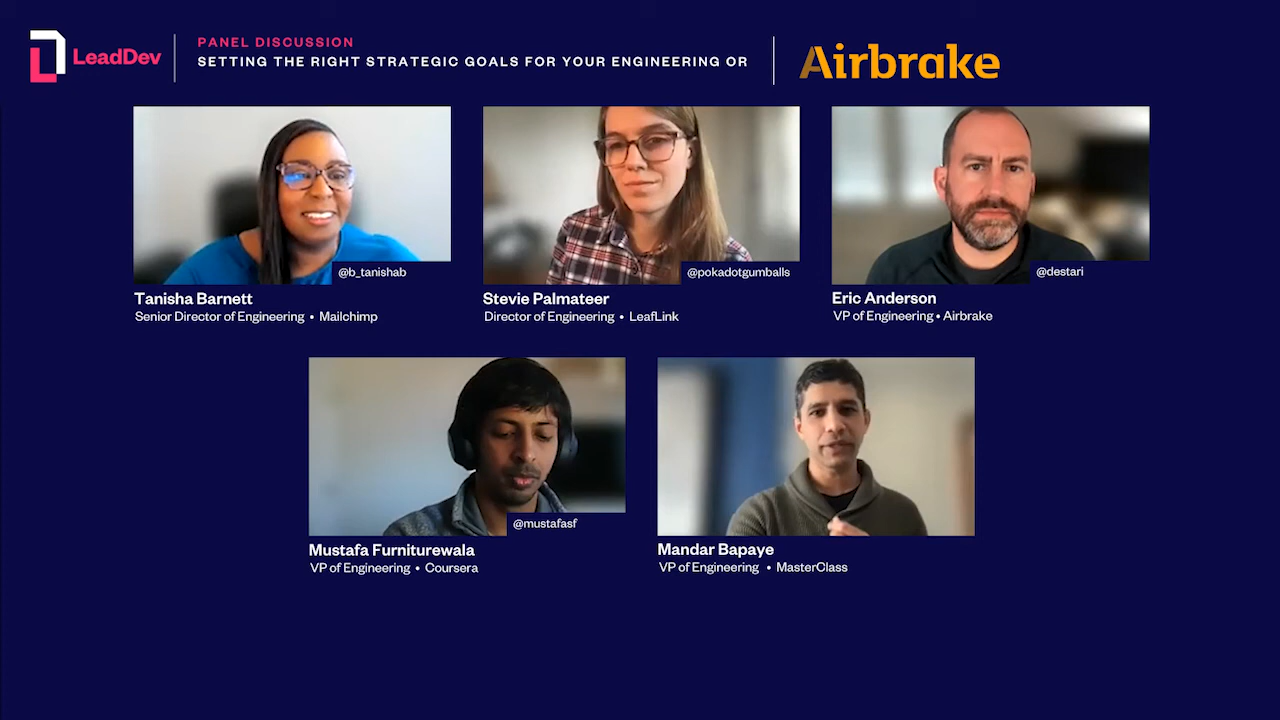 LeadDev
PANEL DISCUSSION
SETTING THE RIGHT STRATEGIC GOALS FOR YOUR ENGINEERING OR
Airbrake
@b_tanishab
Tanisha Barnett
Senior Director of Engineering • Mailchimp
@pokadotgumballs
Stevie Palmateer
Director of Engineering • LeafLink
@destari
Eric Anderson
VP of Engineering • Airbrake
@mustafasf
Mustafa Furniturewala
VP of Engineering • Coursera
Mandar Bapaye
VP of Engineering • MasterClass